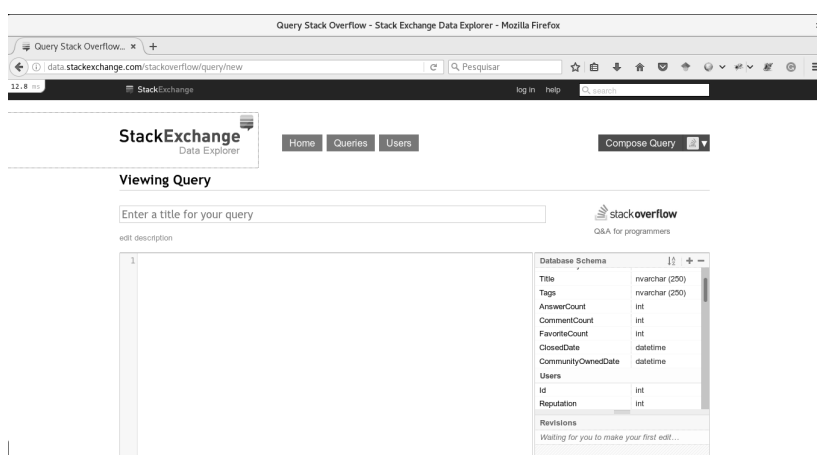 Query Stack Overflow - Stack Exchange Data Explorer - Mozilla Firefox
Query Stack Overflow... × +
data.stackexchange.com/stackoverflow/query/new
Pesquisar
12.8 ms
StackExchange
log in help search
StackExchange
Data Explorer
Home Queries Users
Compose Query
Viewing Query
Enter a title for your query
stackoverflow
Q&A for programmers
edit description
1
Database Schema
Title nvarchar (250)
Tags nvarchar (250)
AnswerCount int
CommentCount int
FavoriteCount int
ClosedDate datetime
CommunityOwnedDate datetime
Users
Id int
Reputation int
Revisions
Waiting for you to make your first edit...